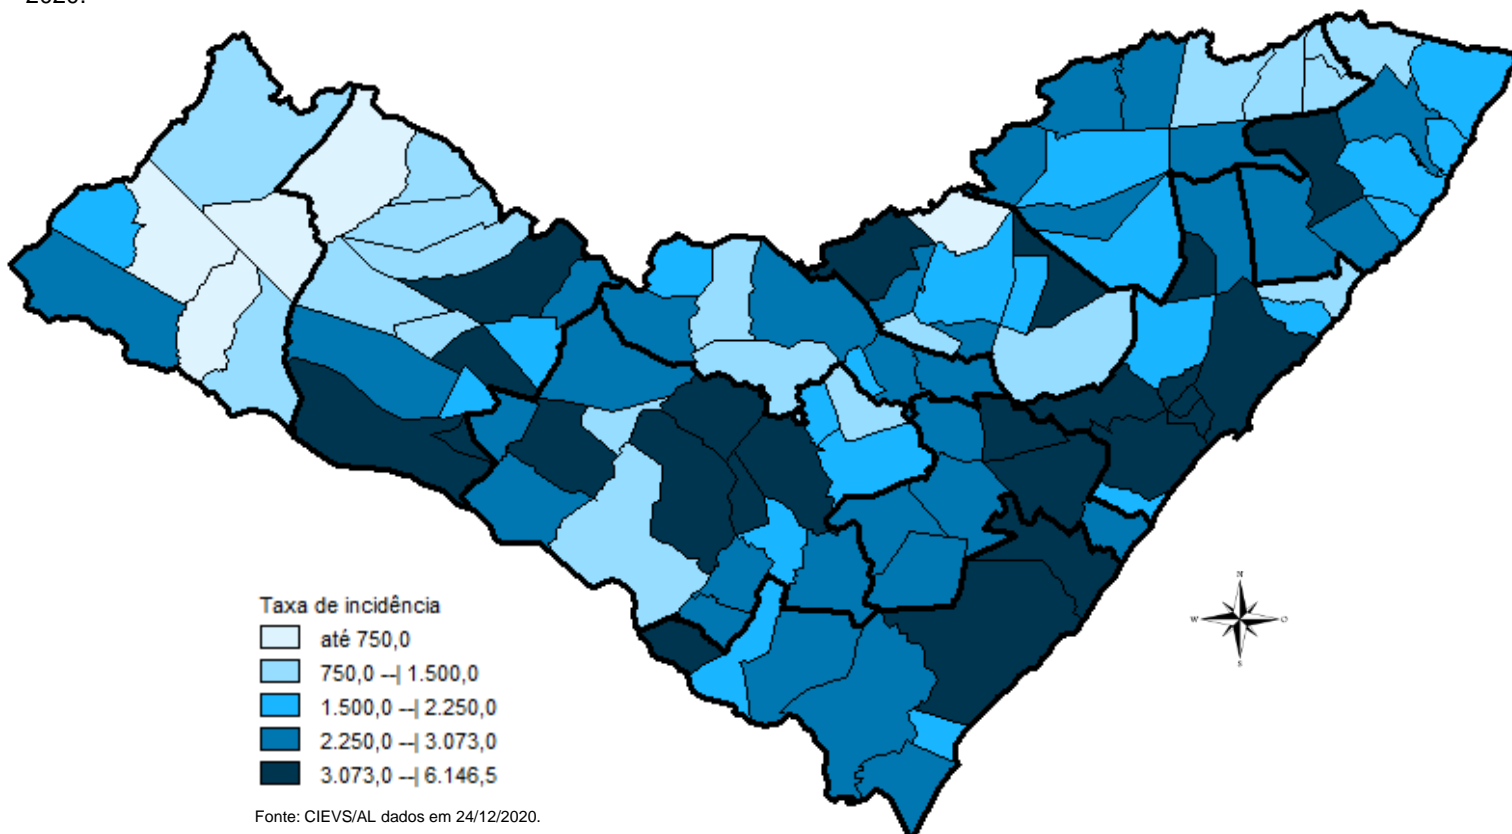 2020.
Taxa de incidência
até 750,0
750,0 --| 1.500,0
1.500,0 --| 2.250,0
2.250,0 --| 3.073,0
3.073,0 --| 6.146,5
Fonte: CIEVS/AL dados em 24/12/2020.
N
W
O
S